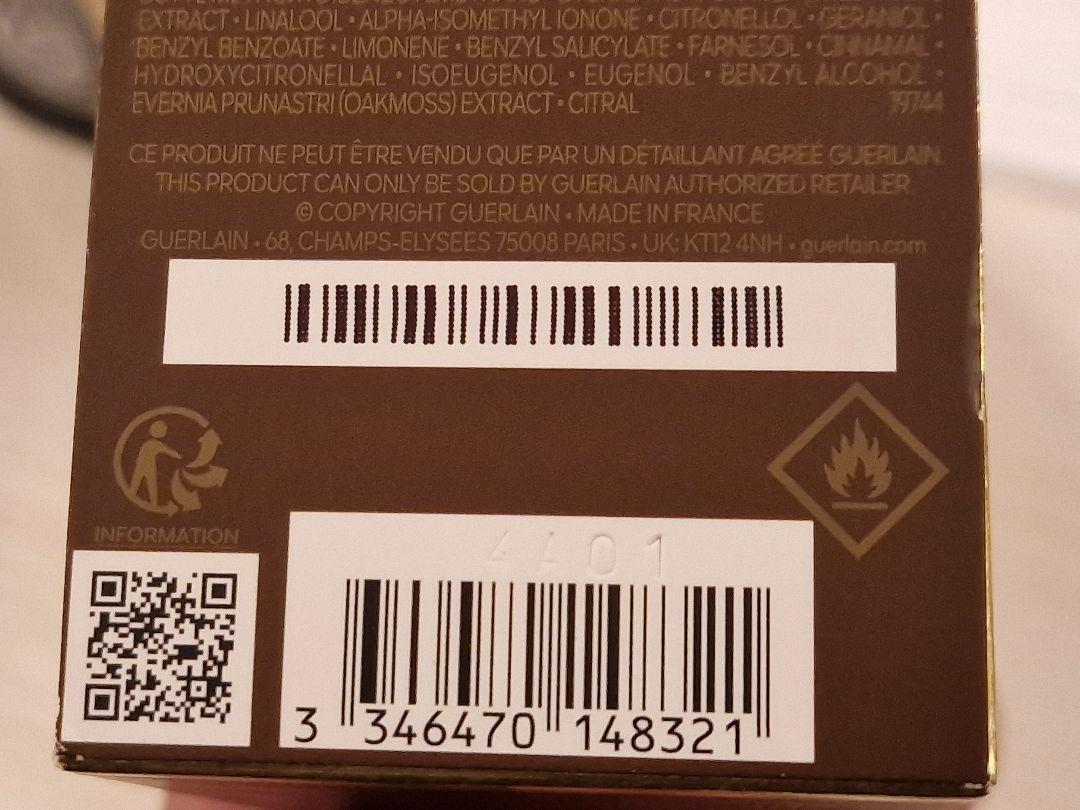 EXTRACT • LINALOOL • ALPHA-ISOMETHYL IONONE • CITRONELLOL • GERANIOL •
BENZYL BENZOATE • LIMONENE • BENZYL SALICYLATE • FARNESOL • CINNAMAL •
HYDROXYCITRONELLAL • ISOEUGENOL • EUGENOL • BENZYL ALCOHOL •
EVERNIA PRUNASTRI (OAKMOSS) EXTRACT • CITRAL 79744
CE PRODUIT NE PEUT ÊTRE VENDU QUE PAR UN DÉTAILLANT AGRÉÉ GUERLAIN.
THIS PRODUCT CAN ONLY BE SOLD BY GUERLAIN AUTHORIZED RETAILER
© COPYRIGHT GUERLAIN • MADE IN FRANCE
GUERLAIN • 68, CHAMPS-ELYSEES 75008 PARIS • UK: KT12 4NH • guerlain.com
INFORMATION
4A01
3 346470 148321